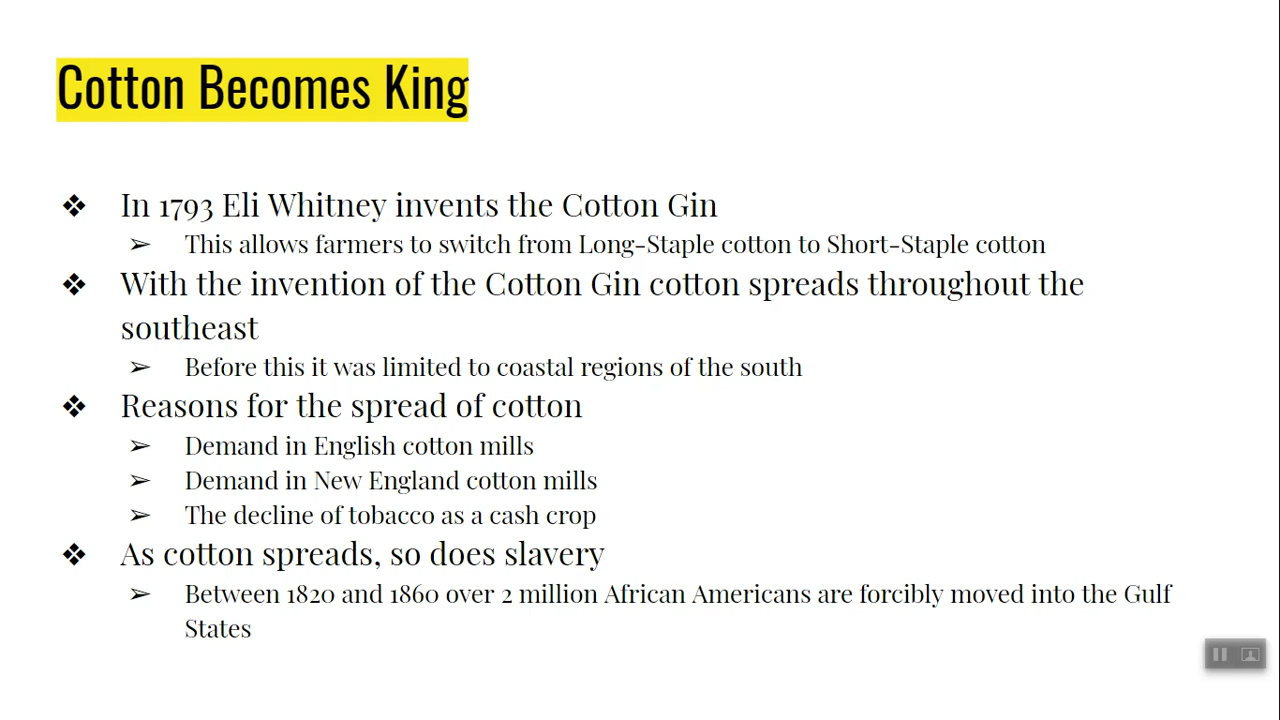 Cotton Becomes King
❖ In 1793 Eli Whitney invents the Cotton Gin
➢ This allows farmers to switch from Long-Staple cotton to Short-Staple cotton
❖ With the invention of the Cotton Gin cotton spreads throughout the
southeast
➢ Before this it was limited to coastal regions of the south
❖ Reasons for the spread of cotton
➢ Demand in English cotton mills
➢ Demand in New England cotton mills
➢ The decline of tobacco as a cash crop
❖ As cotton spreads, so does slavery
➢ Between 1820 and 1860 over 2 million African Americans are forcibly moved into the Gulf
States